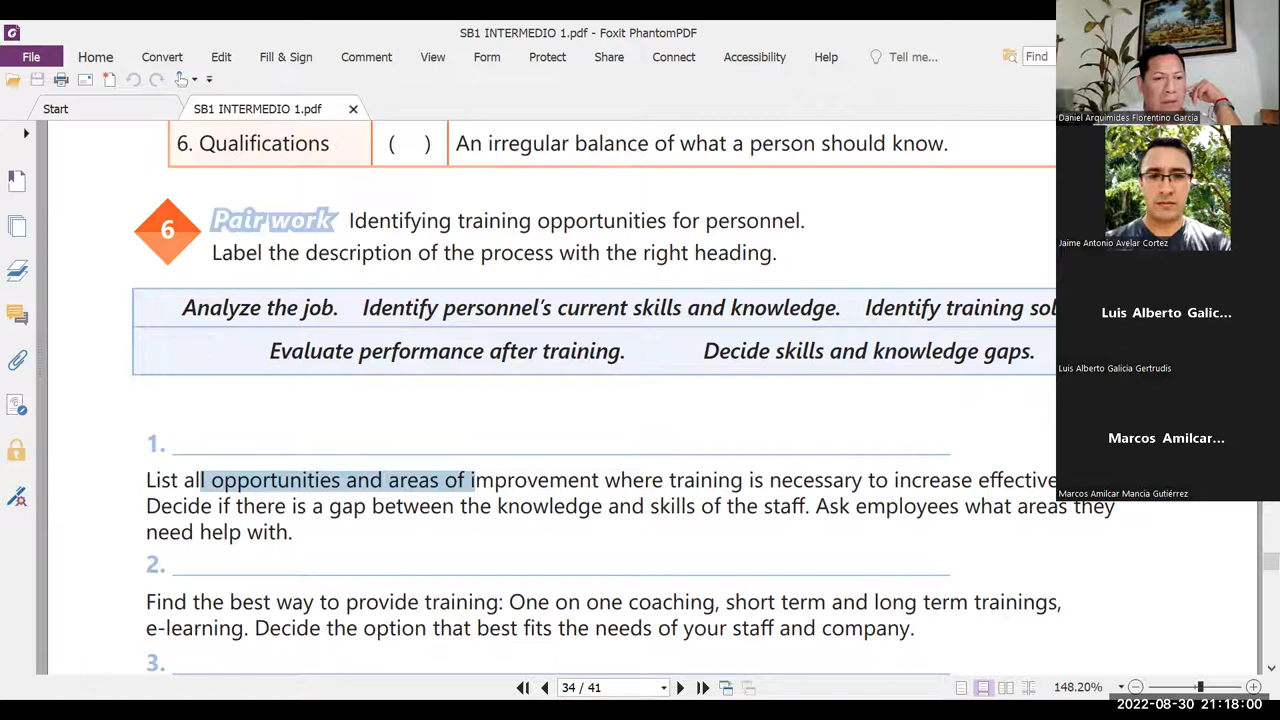 SB1 INTERMEDIO 1.pdf - Foxit PhantomPDF
File Home Convert Edit Fill & Sign Comment View Form Protect Share Connect Accessibility Help Tell me... Find
Start SB1 INTERMEDIO 1.pdf
6. Qualifications ( ) An irregular balance of what a person should know.
6 Pair work Identifying training opportunities for personnel.
Label the description of the process with the right heading.
Analyze the job. Identify personnel's current skills and knowledge. Identify training sol
Evaluate performance after training. Decide skills and knowledge gaps.
1.
List all opportunities and areas of improvement where training is necessary to increase effective
Decide if there is a gap between the knowledge and skills of the staff. Ask employees what areas they
need help with.
2.
Find the best way to provide training: One on one coaching, short term and long term trainings,
e-learning. Decide the option that best fits the needs of your staff and company.
3.
34 / 41
148.20%
Daniel Arquimides Florentino García
Jaime Antonio Avelar Cortez
Luis Alberto Galic...
Luis Alberto Galicia Gertrudis
Marcos Amilcar...
Marcos Amilcar Mancia Gutiérrez
2022-08-30 21:18:00